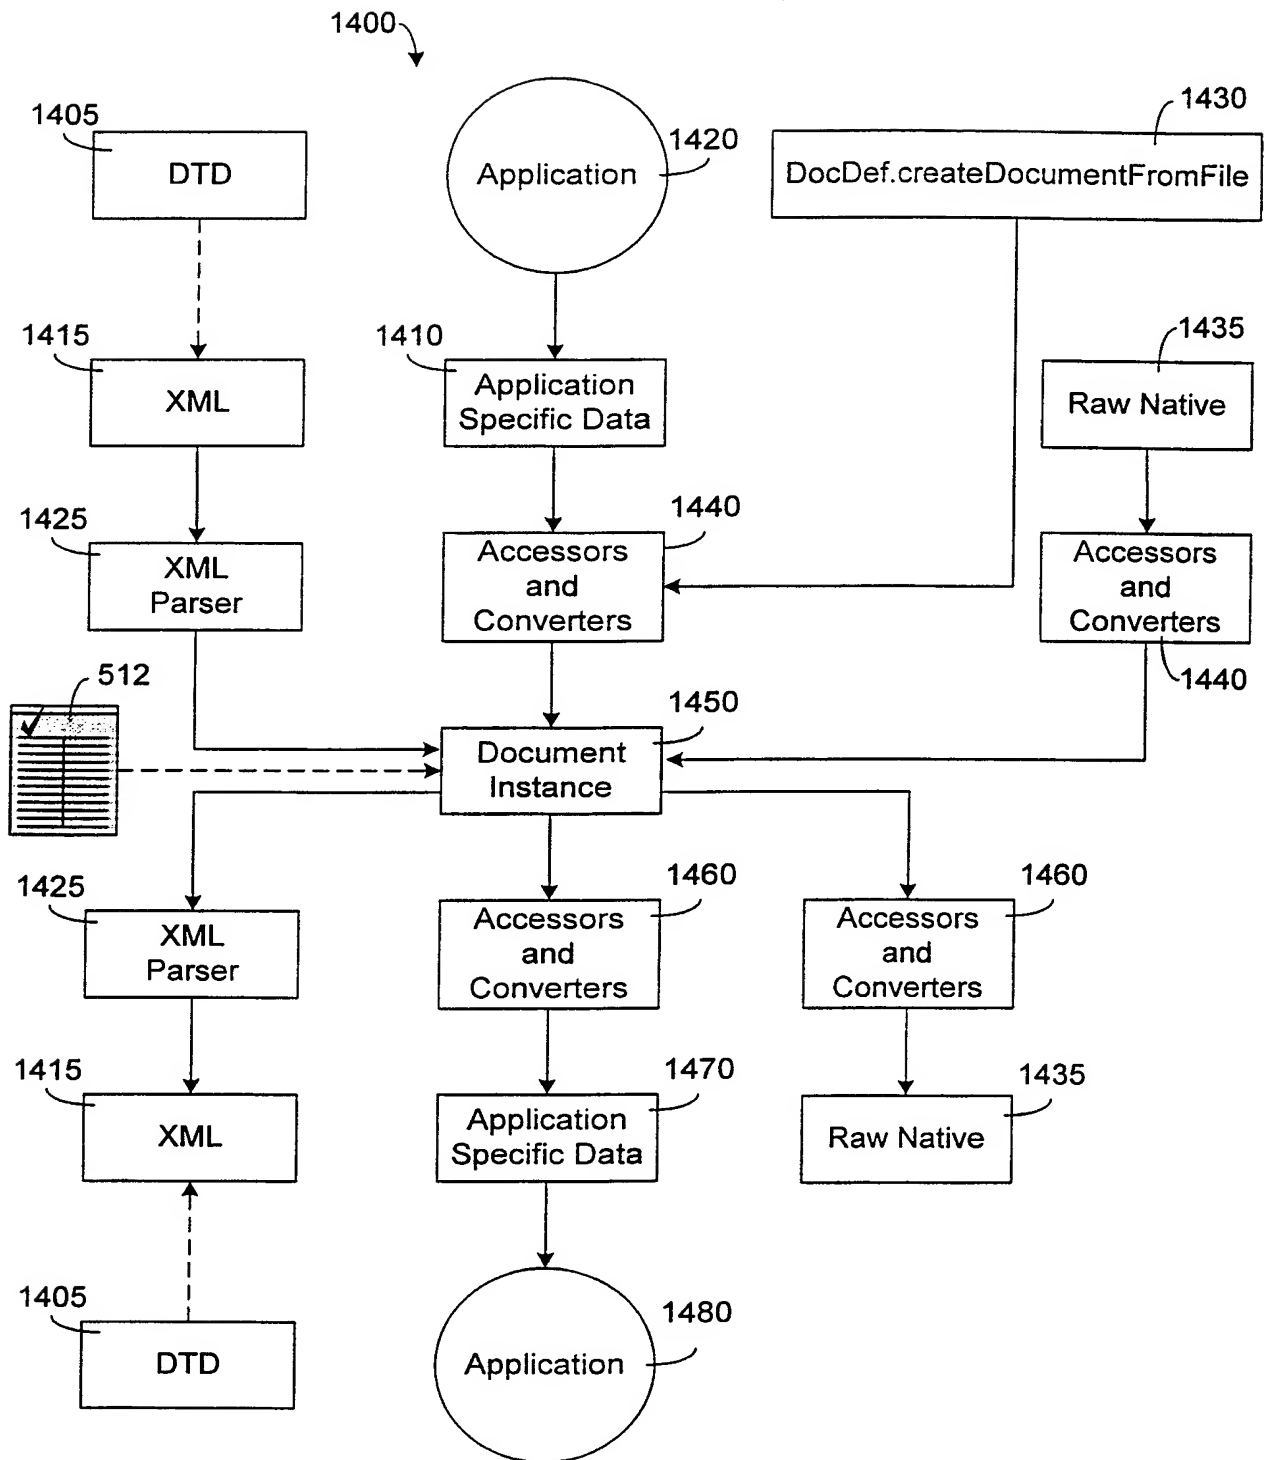 1400
1405
DTD
1420
Application
1430
DocDef.createDocumentFromFile
1415
XML
1410
Application
Specific Data
1435
Raw Native
1425
XML
Parser
1440
Accessors
and
Converters
Accessors
and
Converters
1440
512
1450
Document
Instance
1425
XML
Parser
1460
Accessors
and
Converters
1460
Accessors
and
Converters
1415
XML
1470
Application
Specific Data
1435
Raw Native
1405
DTD
1480
Application